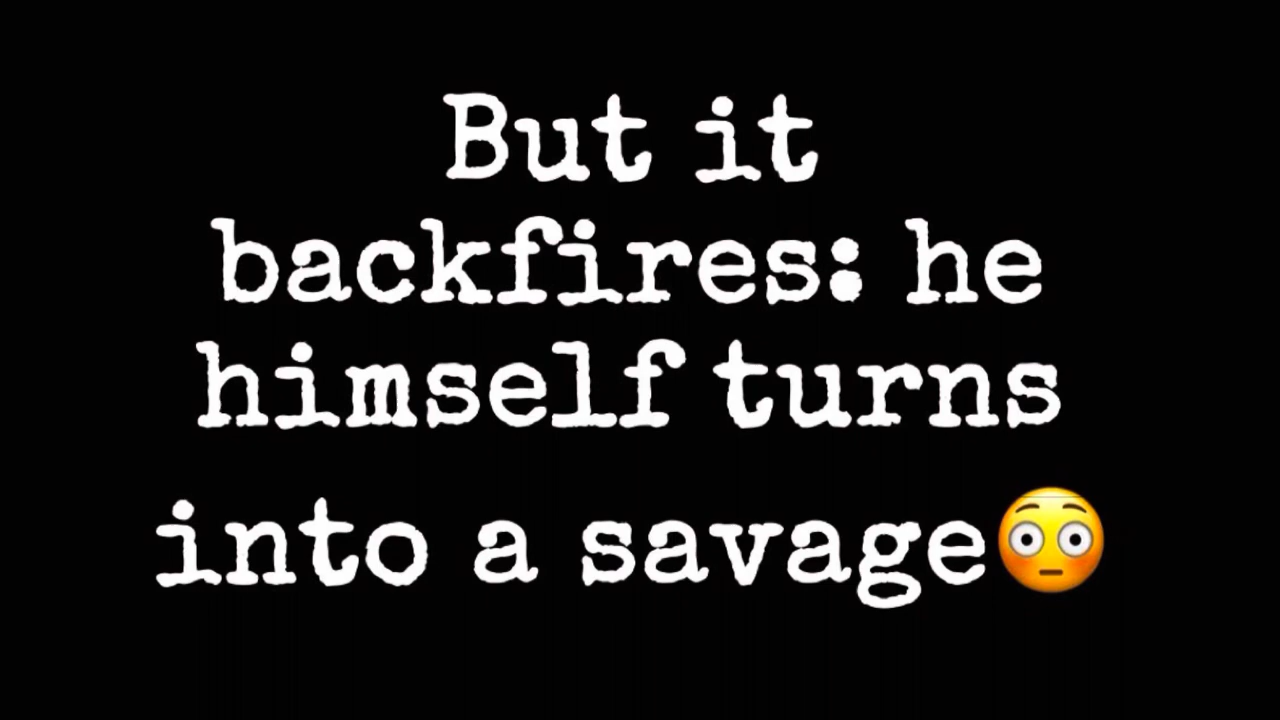 But it
backfires: he
himself turns
into a savage😳